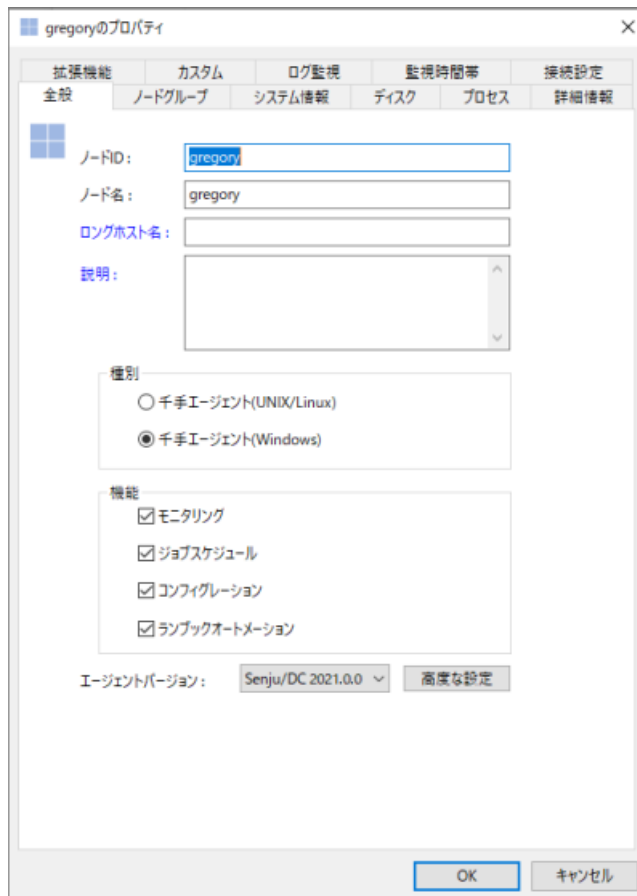 gregoryのプロパティ
拡張機能 カスタム ログ監視 監視時間帯 接続設定
全般 ノードグループ システム情報 ディスク プロセス 詳細情報
ノードID： gregory
ノード名： gregory
ロングホスト名：
説明：
種別
千手エージェント(UNIX/Linux)
千手エージェント(Windows)
機能
モニタリング
ジョブスケジュール
コンフィグレーション
ランブックオートメーション
エージェントバージョン： Senju/DC 2021.0.0 高度な設定
OK キャンセル